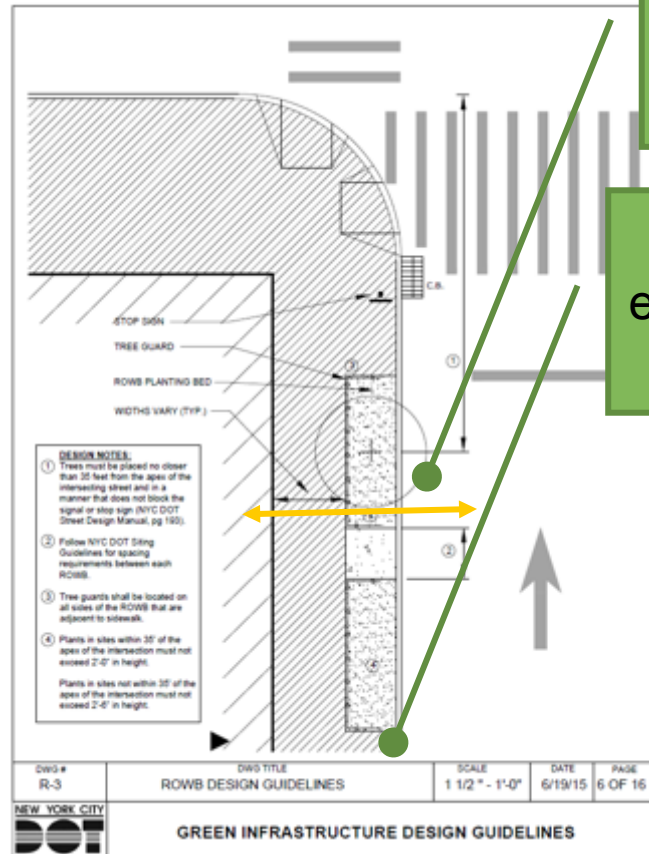 C.B.
STOP SIGN
TREE GUARD
③
①
ROWB PLANTING BED
WIDTHS VARY (TYP.)
e
DESIGN NOTES:
① Trees must be placed no closer
than 35 feet from the apex of the
intersecting street and in a
manner that does not block the
signal or stop sign (NYC DOT
Street Design Manual, pg 193).
② Follow NYC DOT Siting
Guidelines for spacing
requirements between each
ROWB.
③ Tree guards shall be located on
all sides of the ROWB that are
adjacent to sidewalk.
④ Plants in sites within 35' of the
apex of the intersection must not
exceed 2'-0" in height.
Plants in sites not within 35' of the
apex of the intersection must not
exceed 2'-6" in height.
②
④
DWG # DWG TITLE SCALE DATE PAGE
R-3 ROWB DESIGN GUIDELINES 1 1/2 " - 1'-0" 6/19/15 6 OF 16
NEW YORK CITY
DOT
GREEN INFRASTRUCTURE DESIGN GUIDELINES